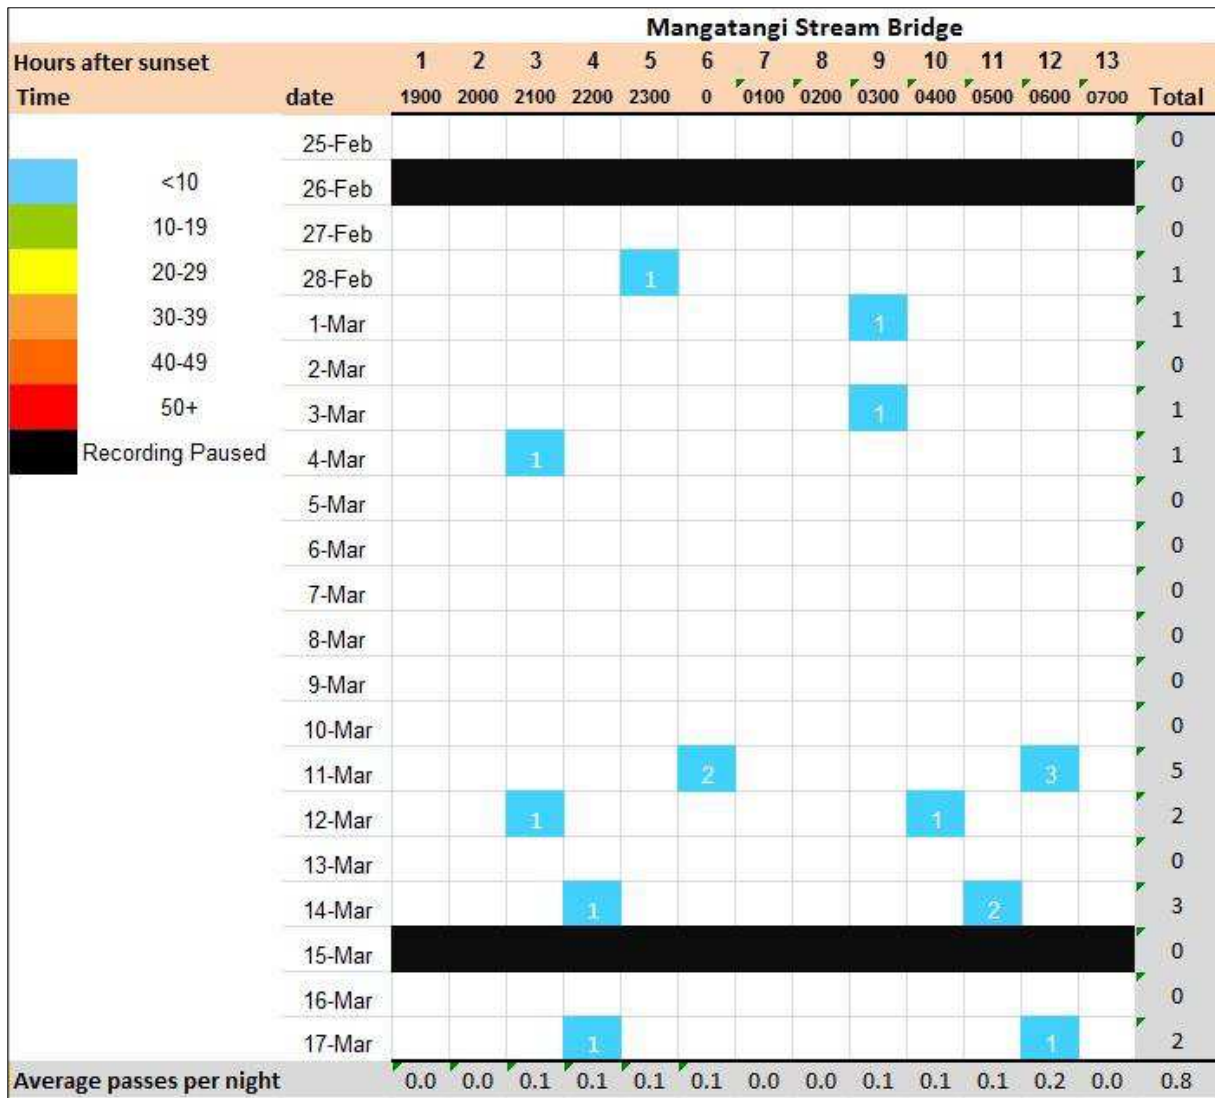 Mangatangi Stream Bridge
Hours after sunset 1 2 3 4 5 6 7 8 9 10 11 12 13
Time date 1900 2000 2100 2200 2300 0 0100 0200 0300 0400 0500 0600 0700 Total
25-Feb 0
<10 26-Feb 0
10-19 27-Feb 0
20-29 28-Feb 1 1
30-39 1-Mar 1 1
40-49 2-Mar 0
50+ 3-Mar 1 1
Recording Paused 4-Mar 1 1
5-Mar 0
6-Mar 0
7-Mar 0
8-Mar 0
9-Mar 0
10-Mar 0
11-Mar 2 3 5
12-Mar 1 1 2
13-Mar 0
14-Mar 1 2 3
15-Mar 0
16-Mar 0
17-Mar 1 1 2
Average passes per night 0.0 0.0 0.1 0.1 0.1 0.1 0.0 0.0 0.1 0.1 0.1 0.2 0.0 0.8